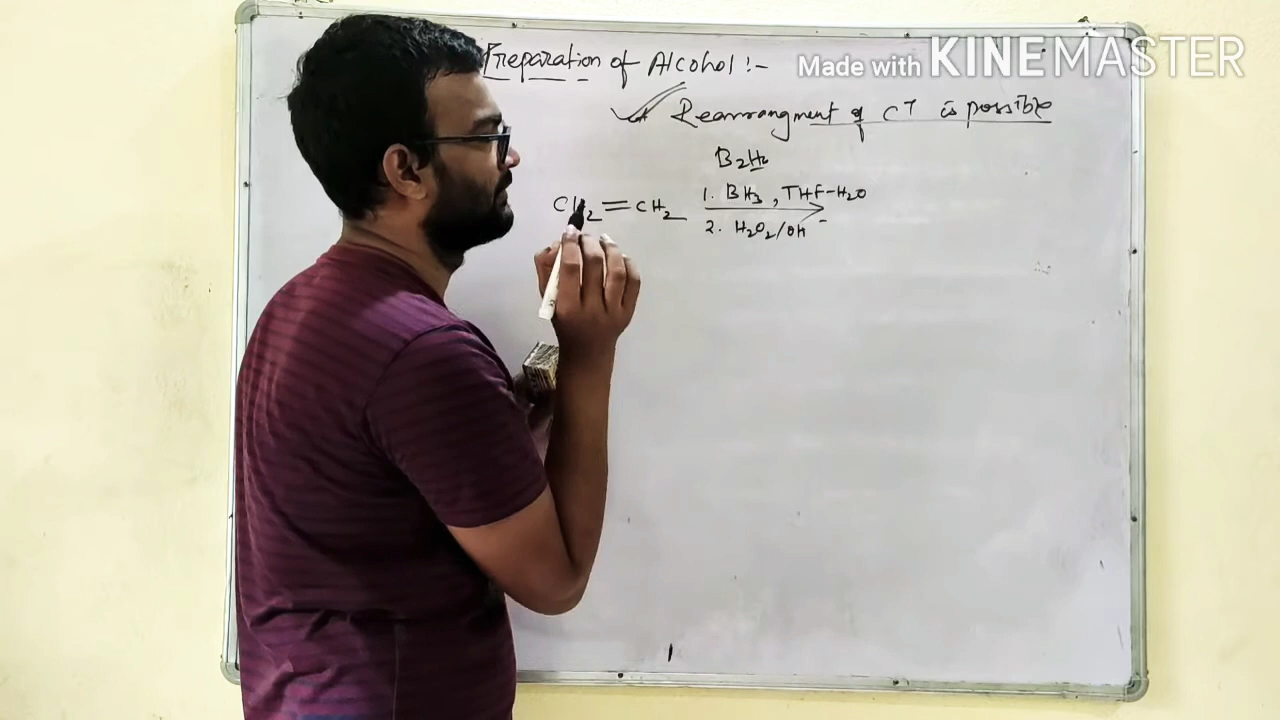 Preparation of Alcohol :-
Made with KINEMASTER
Rearrangment of C+ is possible
B2H6
CH2=CH2
1. BH3, THF-H2O
2. H2O2/OH-